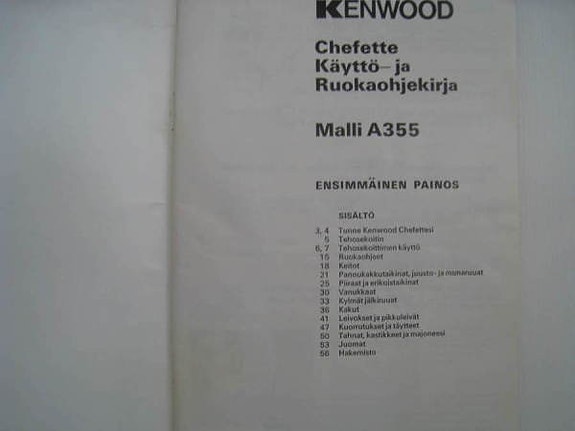 KENWOOD
Chefette
Käyttö- ja
Ruokaohjekirja
Malli A355
ENSIMMÄINEN PAINOS
SISÄLTÖ
3, 4 Tunne Kenwood Chefettesi
5 Tehosekoitin
6, 7 Tehosekoittimen käyttö
15 Ruokaohjeet
18 Keitot
21 Pannukakkutaikinat, juusto- ja munaruuat
25 Piiraat ja erikoistaikinat
30 Vanukkaat
33 Kylmät jälkiruuat
36 Kakut
41 Leivokset ja pikkuleivät
47 Kuorrutukset ja täytteet
50 Tahnat, kastikkeet ja majoneesi
53 Juomat
56 Hakemisto